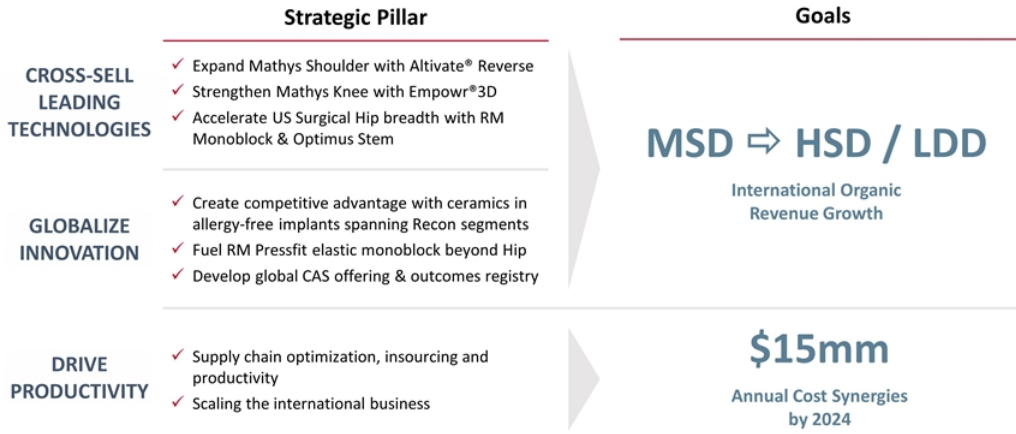 Strategic Pillar
Goals
CROSS-SELL
LEADING
TECHNOLOGIES
✓ Expand Mathys Shoulder with Altivate® Reverse
✓ Strengthen Mathys Knee with Empowr®3D
✓ Accelerate US Surgical Hip breadth with RM
Monoblock & Optimus Stem
MSD ⇨ HSD / LDD
International Organic
Revenue Growth
GLOBALIZE
INNOVATION
✓ Create competitive advantage with ceramics in
allergy-free implants spanning Recon segments
✓ Fuel RM Pressfit elastic monoblock beyond Hip
✓ Develop global CAS offering & outcomes registry
DRIVE
PRODUCTIVITY
✓ Supply chain optimization, insourcing and
productivity
✓ Scaling the international business
$15mm
Annual Cost Synergies
by 2024